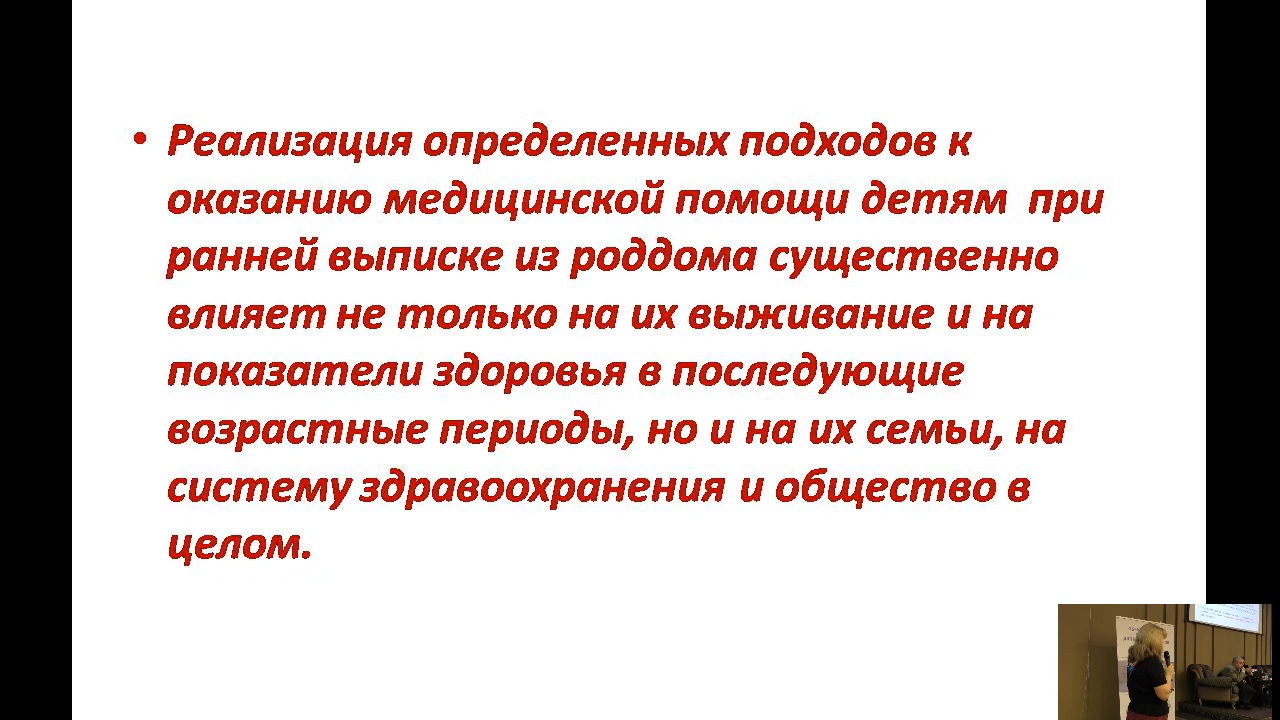 • Реализация определенных подходов к
оказанию медицинской помощи детям при
ранней выписке из роддома существенно
влияет не только на их выживание и на
показатели здоровья в последующие
возрастные периоды, но и на их семьи, на
систему здравоохранения и общество в
целом.